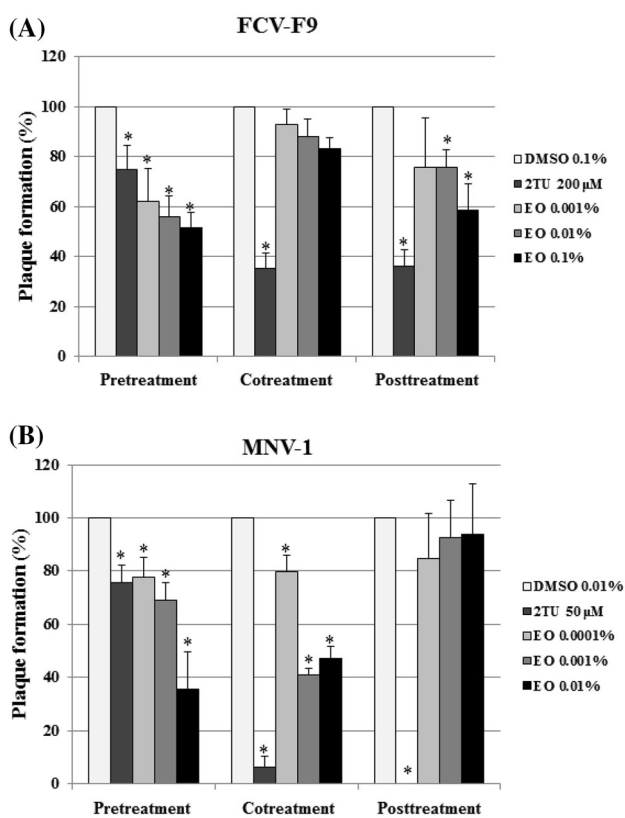 (A)
FCV-F9
Plaque formation (%)
120
100
80
60
40
20
0
*
*
*
*
*
*
*
*
Pretreatment
Cotreatment
Posttreatment
DMSO 0.1%
2TU 200 µM
EO 0.001%
EO 0.01%
EO 0.1%
(B)
MNV-1
Plaque formation (%)
120
100
80
60
40
20
0
*
*
*
*
*
*
*
*
*
Pretreatment
Cotreatment
Posttreatment
DMSO 0.01%
2TU 50 µM
EO 0.0001%
EO 0.001%
EO 0.01%